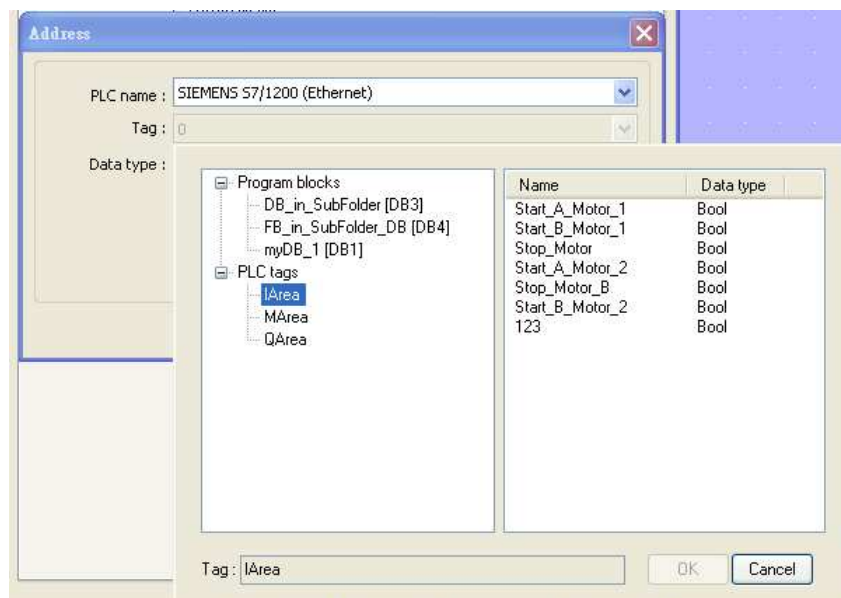 Address
PLC name : SIEMENS S7/1200 (Ethernet)
Tag : 0
Data type :
Program blocks
DB_in_SubFolder [DB3]
FB_in_SubFolder_DB [DB4]
myDB_1 [DB1]
PLC tags
IArea
MArea
QArea
Name Data type
Start_A_Motor_1 Bool
Start_B_Motor_1 Bool
Stop_Motor Bool
Start_A_Motor_2 Bool
Stop_Motor_B Bool
Start_B_Motor_2 Bool
123 Bool
Tag : IArea OK Cancel